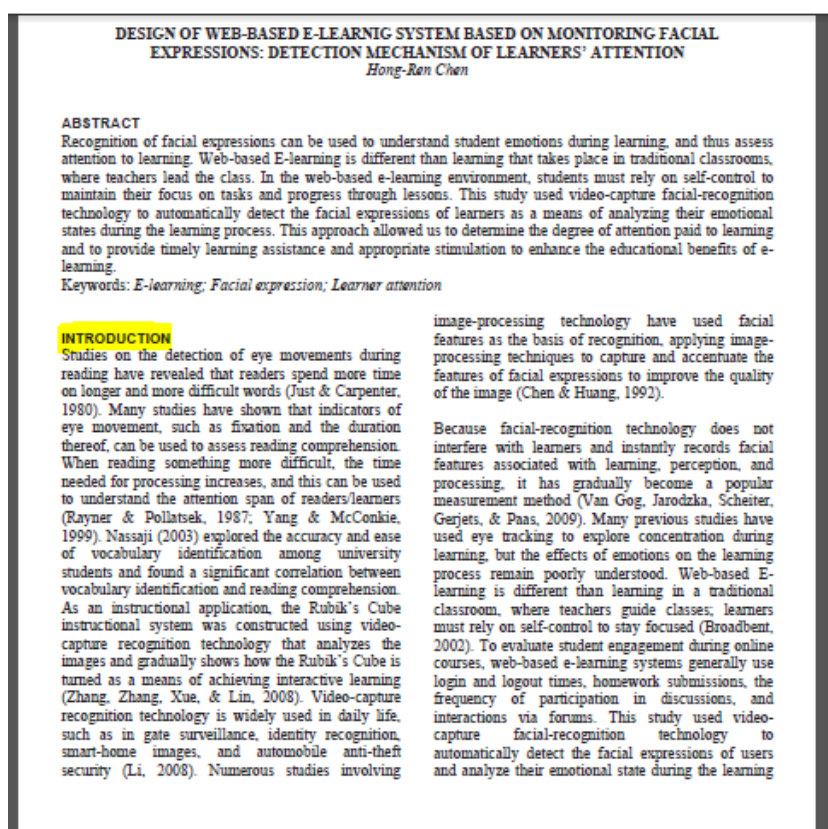 DESIGN OF WEB-BASED E-LEARNIG SYSTEM BASED ON MONITORING FACIAL
EXPRESSIONS: DETECTION MECHANISM OF LEARNERS' ATTENTION
Hong-Ren Chen
ABSTRACT
Recognition of facial expressions can be used to understand student emotions during learning, and thus assess
attention to learning. Web-based E-learning is different than learning that takes place in traditional classrooms,
where teachers lead the class. In the web-based e-learning environment, students must rely on self-control to
maintain their focus on tasks and progress through lessons. This study used video-capture facial-recognition
technology to automatically detect the facial expressions of learners as a means of analyzing their emotional
states during the learning process. This approach allowed us to determine the degree of attention paid to learning
and to provide timely learning assistance and appropriate stimulation to enhance the educational benefits of e-
learning.
Keywords: E-learning; Facial expression; Learner attention
INTRODUCTION
Studies on the detection of eye movements during
reading have revealed that readers spend more time
on longer and more difficult words (Just & Carpenter,
1980). Many studies have shown that indicators of
eye movement, such as fixation and the duration
thereof, can be used to assess reading comprehension.
When reading something more difficult, the time
needed for processing increases, and this can be used
to understand the attention span of readers/learners
(Rayner & Pollatsek, 1987; Yang & McConkie,
1999). Nassaji (2003) explored the accuracy and ease
of vocabulary identification among university
students and found a significant correlation between
vocabulary identification and reading comprehension.
As an instructional application, the Rubik's Cube
instructional system was constructed using video-
capture recognition technology that analyzes the
images and gradually shows how the Rubik's Cube is
turned as a means of achieving interactive learning
(Zhang, Zhang, Xue, & Lin, 2008). Video-capture
recognition technology is widely used in daily life,
such as in gate surveillance, identity recognition,
smart-home images, and automobile anti-theft
security (Li, 2008). Numerous studies involving
image-processing technology have used facial
features as the basis of recognition, applying image-
processing techniques to capture and accentuate the
features of facial expressions to improve the quality
of the image (Chen & Huang, 1992).
Because facial-recognition technology does not
interfere with learners and instantly records facial
features associated with learning, perception, and
processing, it has gradually become a popular
measurement method (Van Gog, Jarodzka, Scheiter,
Gerjets, & Paas, 2009). Many previous studies have
used eye tracking to explore concentration during
learning, but the effects of emotions on the learning
process remain poorly understood. Web-based E-
learning is different than learning in a traditional
classroom, where teachers guide classes; learners
must rely on self-control to stay focused (Broadbent,
2002). To evaluate student engagement during online
courses, web-based e-learning systems generally use
login and logout times, homework submissions, the
frequency of participation in discussions, and
interactions via forums. This study used video-
capture facial-recognition technology to
automatically detect the facial expressions of users
and analyze their emotional state during the learning